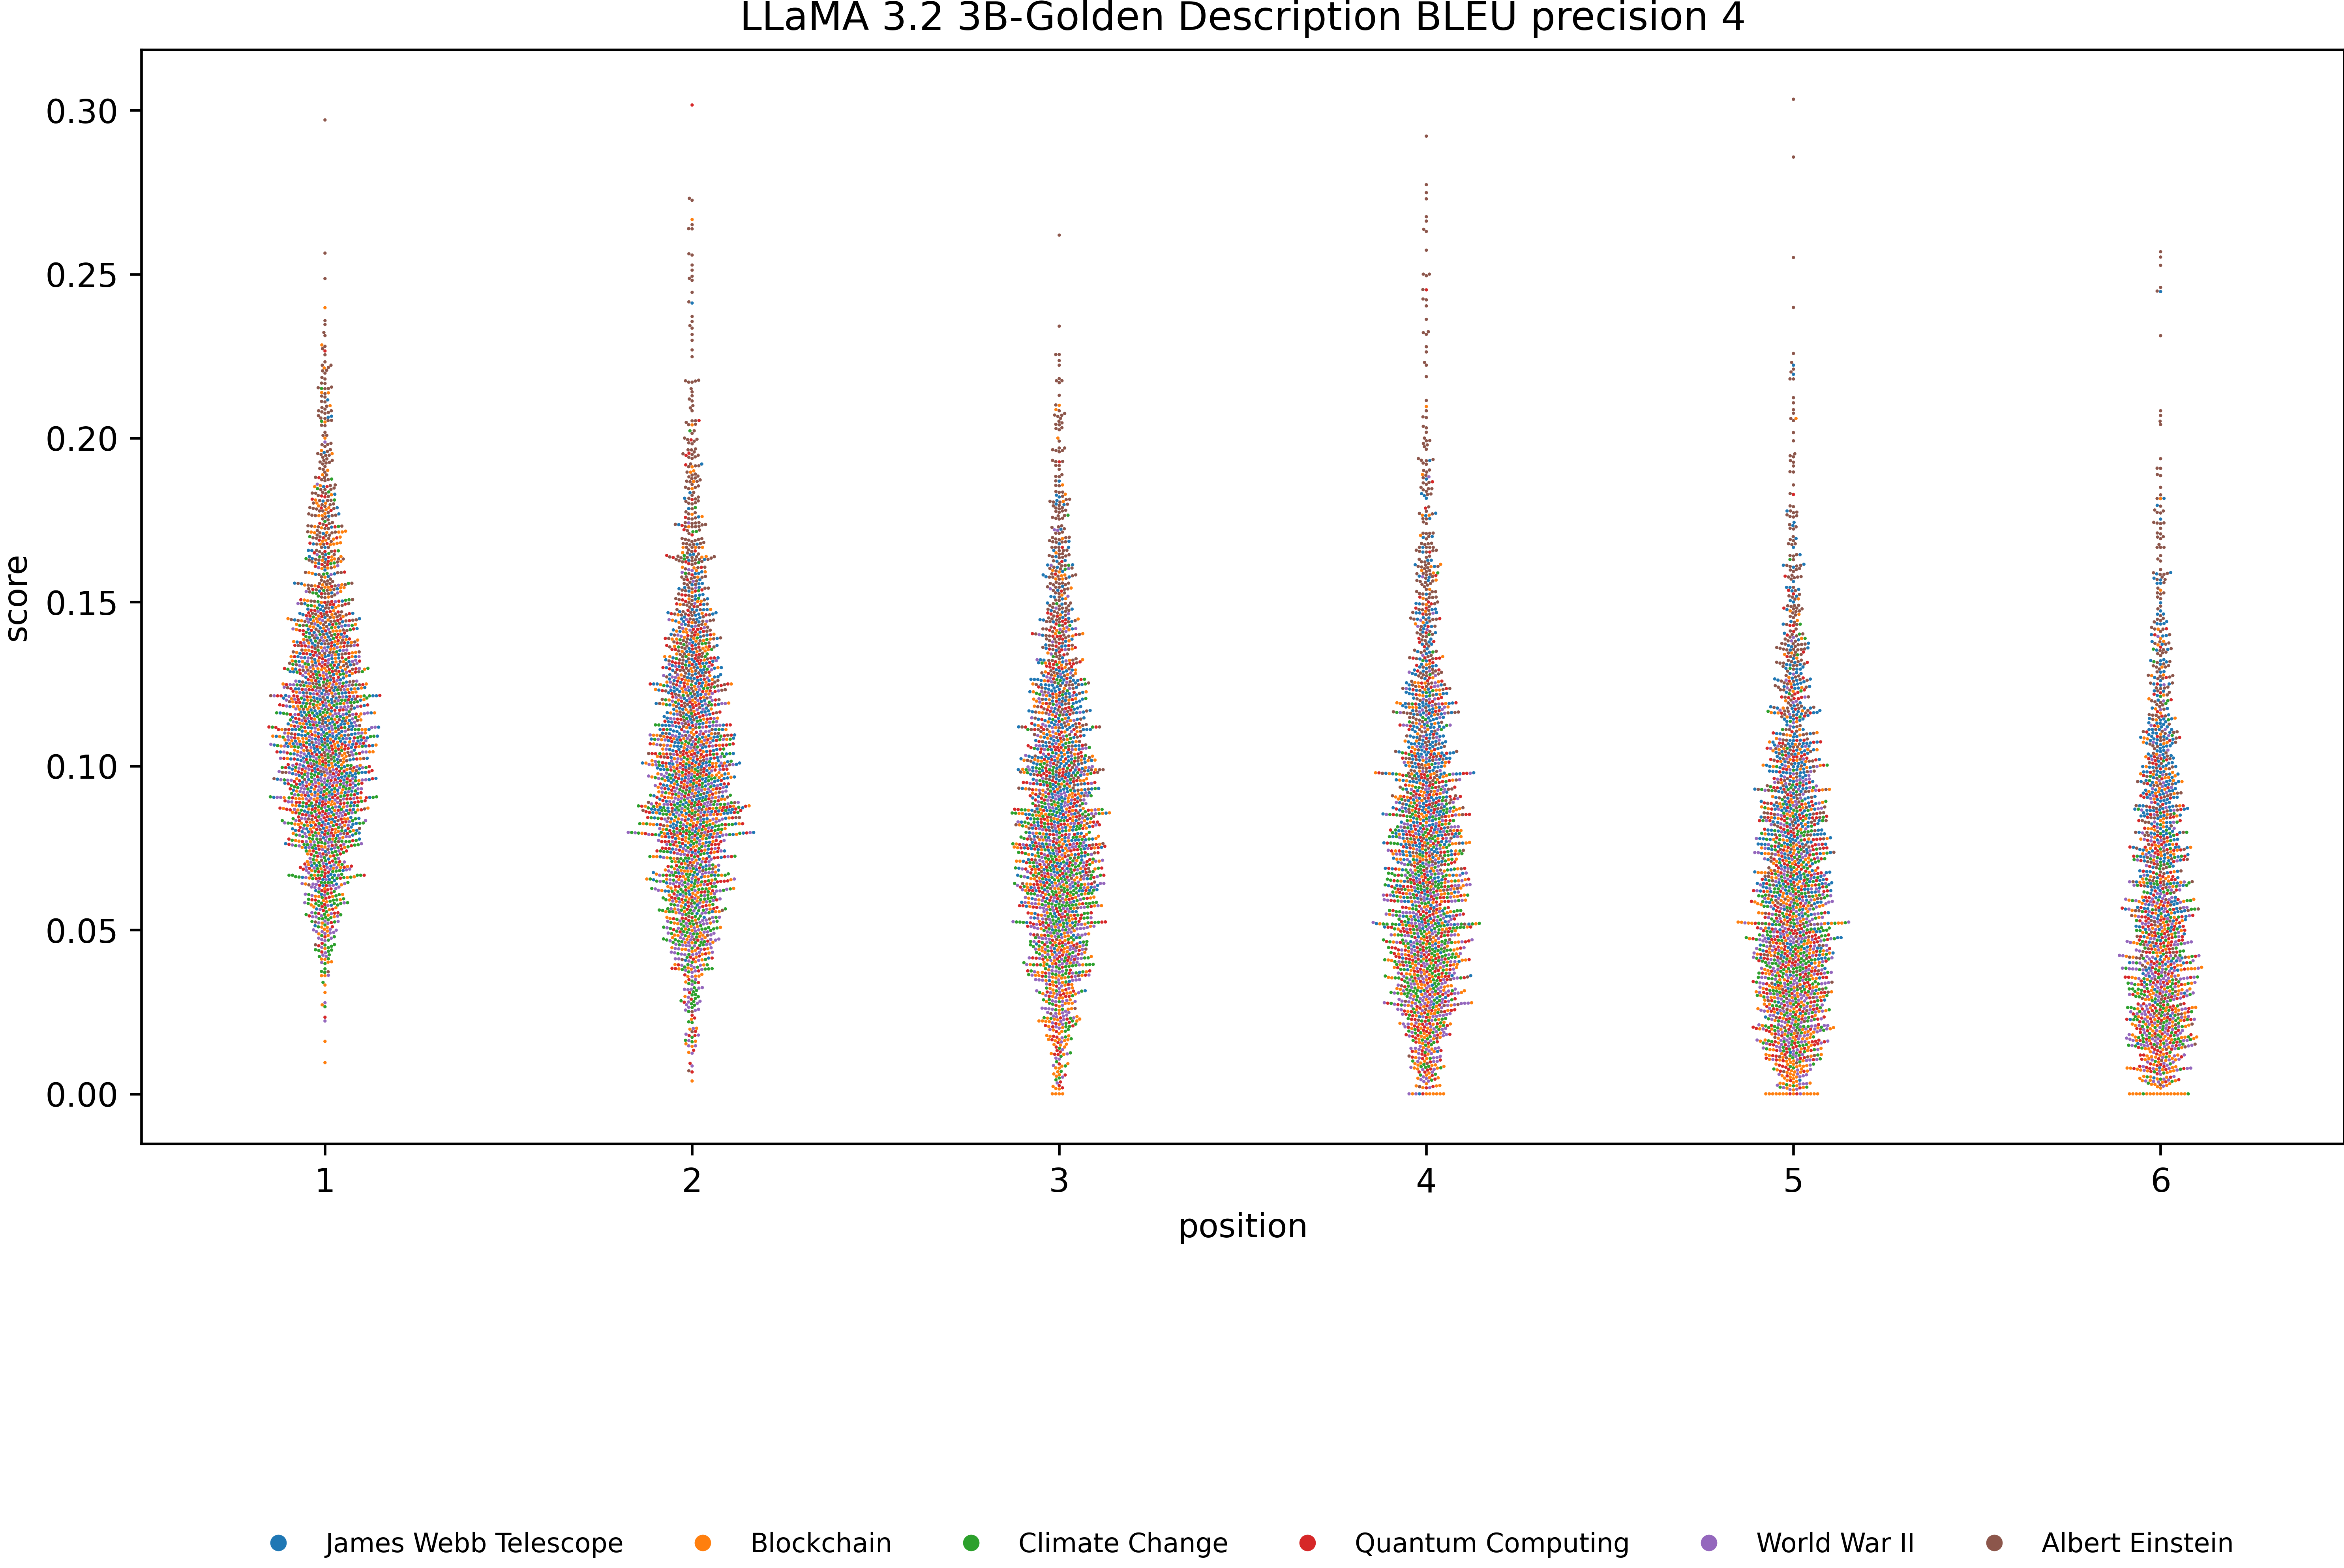 LLaMA 3.2 3B-Golden Description BLEU precision 4
score
0.30
0.25
0.20
0.15
0.10
0.05
0.00
1 2 3 4 5 6
position
James Webb Telescope Blockchain Climate Change Quantum Computing World War II Albert Einstein